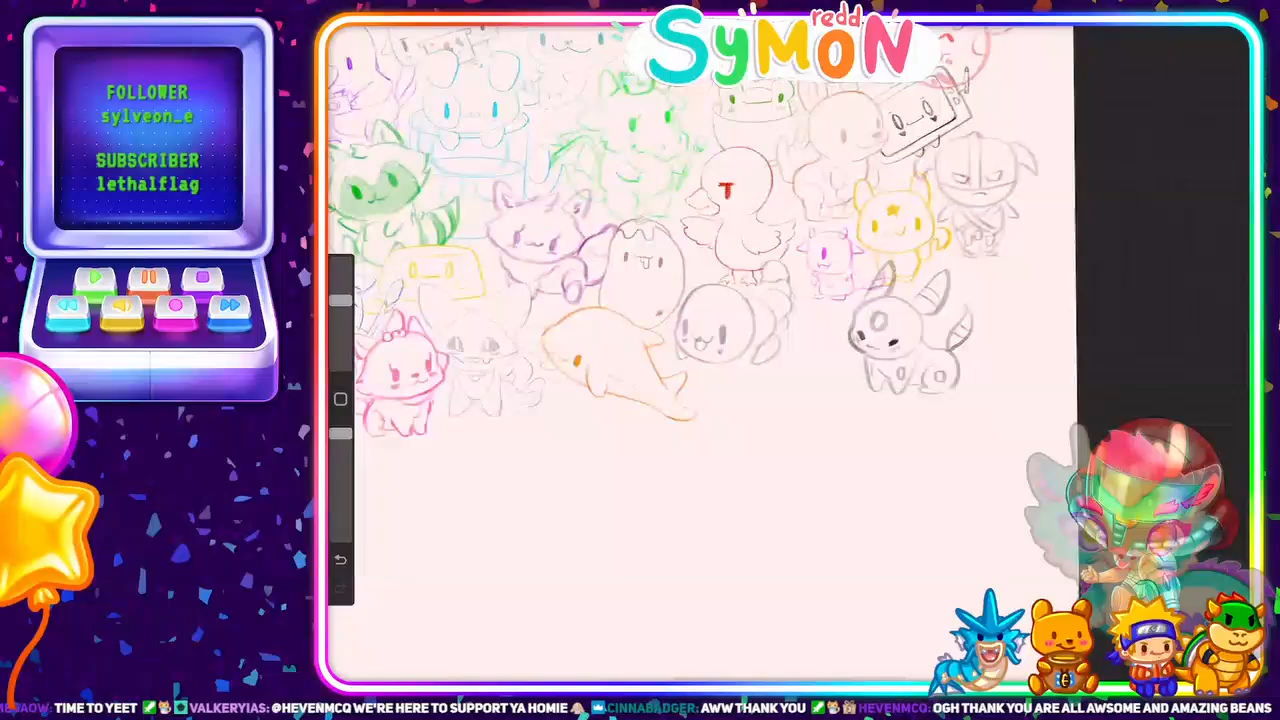 redd
SyMON
FOLLOWER
sylveon_e
SUBSCRIBER
lethalflag
TIME TO YEET VALKERYIAS: @HEVENMCQ WE'RE HERE TO SUPPORT YA HOMIE CINNABADGER: AWW THANK YOU HEVENMCQ: OGH THANK YOU ARE ALL AWSOME AND AMAZING BEANS